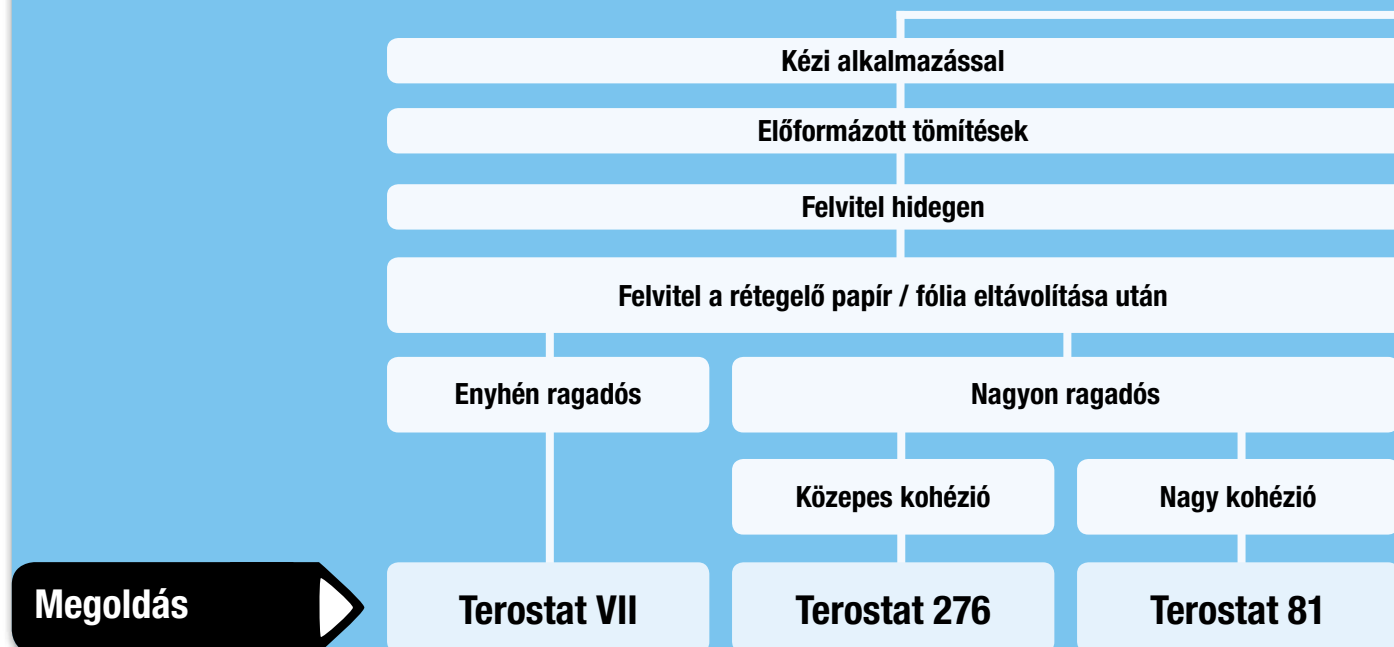 Kézi alkalmazással
Előformázott tömítések
Felvitel hidegen
Felvitel a rétegelő papír / fólia eltávolítása után
Enyhén ragadós
Nagyon ragadós
Közepes kohézió
Nagy kohézió
Megoldás
Terostat VII
Terostat 276
Terostat 81